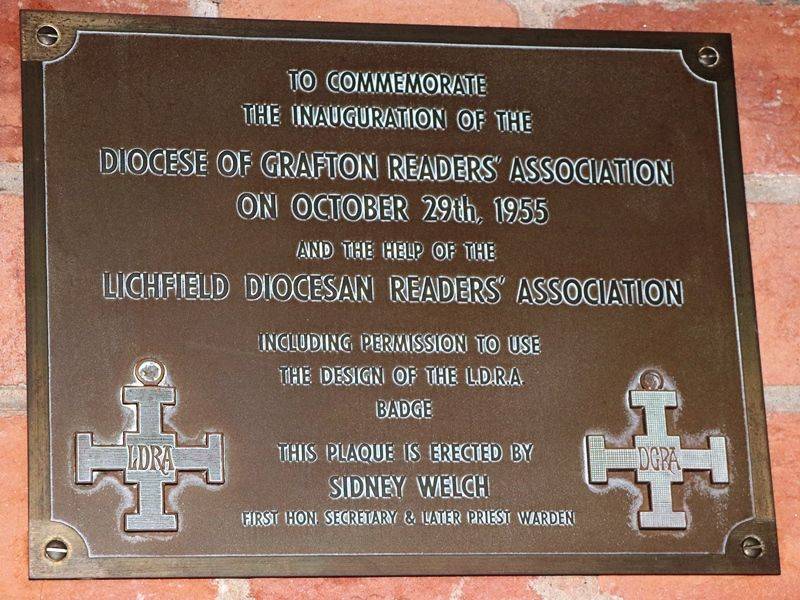 TO COMMEMORATE
THE INAUGURATION OF THE
DIOCESE OF GRAFTON READERS' ASSOCIATION
ON OCTOBER 29th, 1955
AND THE HELP OF THE
LICHFIELD DIOCESAN READERS' ASSOCIATION
INCLUDING PERMISSION TO USE
THE DESIGN OF THE L.D.R.A.
BADGE
THIS PLAQUE IS ERECTED BY
SIDNEY WELCH
FIRST HON. SECRETARY & LATER PRIEST WARDEN
LDRA
DGRA